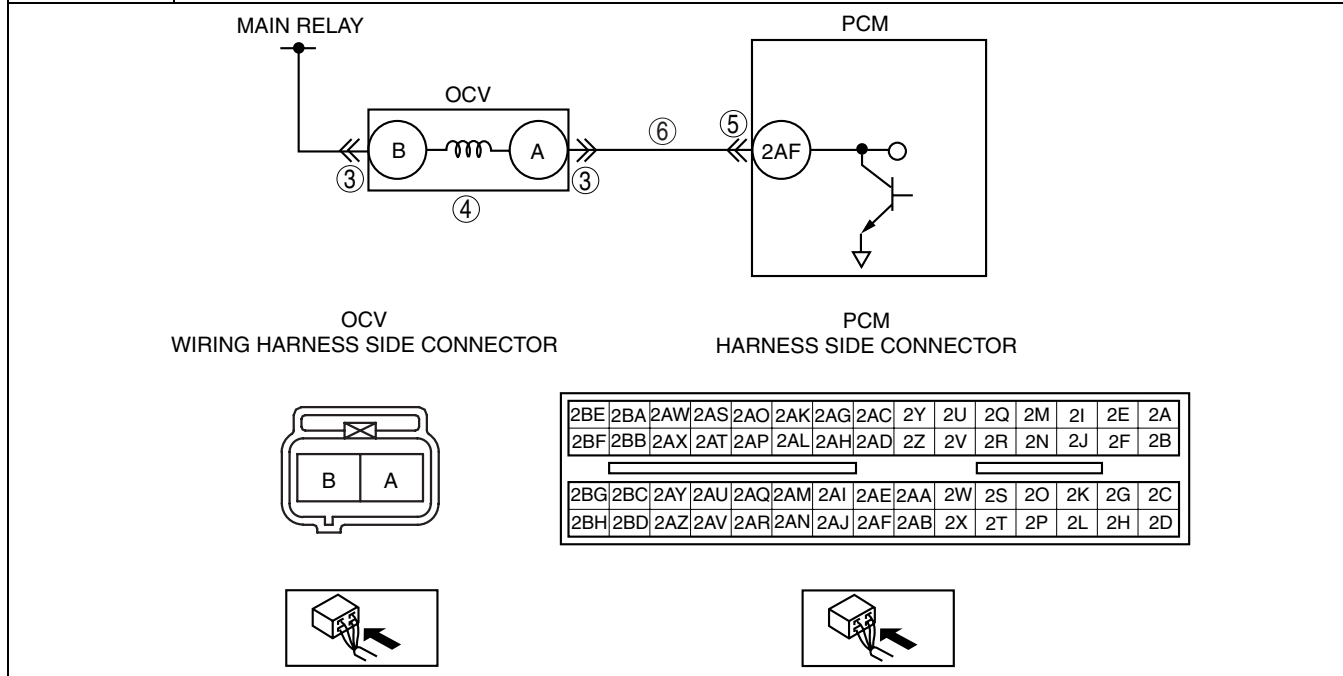 MAIN RELAY
PCM
OCV
B
A
③
③
④
⑥
⑤
2AF
OCV
WIRING HARNESS SIDE CONNECTOR
PCM
HARNESS SIDE CONNECTOR
B A
2BE 2BA 2AW 2AS 2AO 2AK 2AG 2AC 2Y 2U 2Q 2M 2I 2E 2A
2BF 2BB 2AX 2AT 2AP 2AL 2AH 2AD 2Z 2V 2R 2N 2J 2F 2B
2BG 2BC 2AY 2AU 2AQ 2AM 2AI 2AE 2AA 2W 2S 2O 2K 2G 2C
2BH 2BD 2AZ 2AV 2AR 2AN 2AJ 2AF 2AB 2X 2T 2P 2L 2H 2D